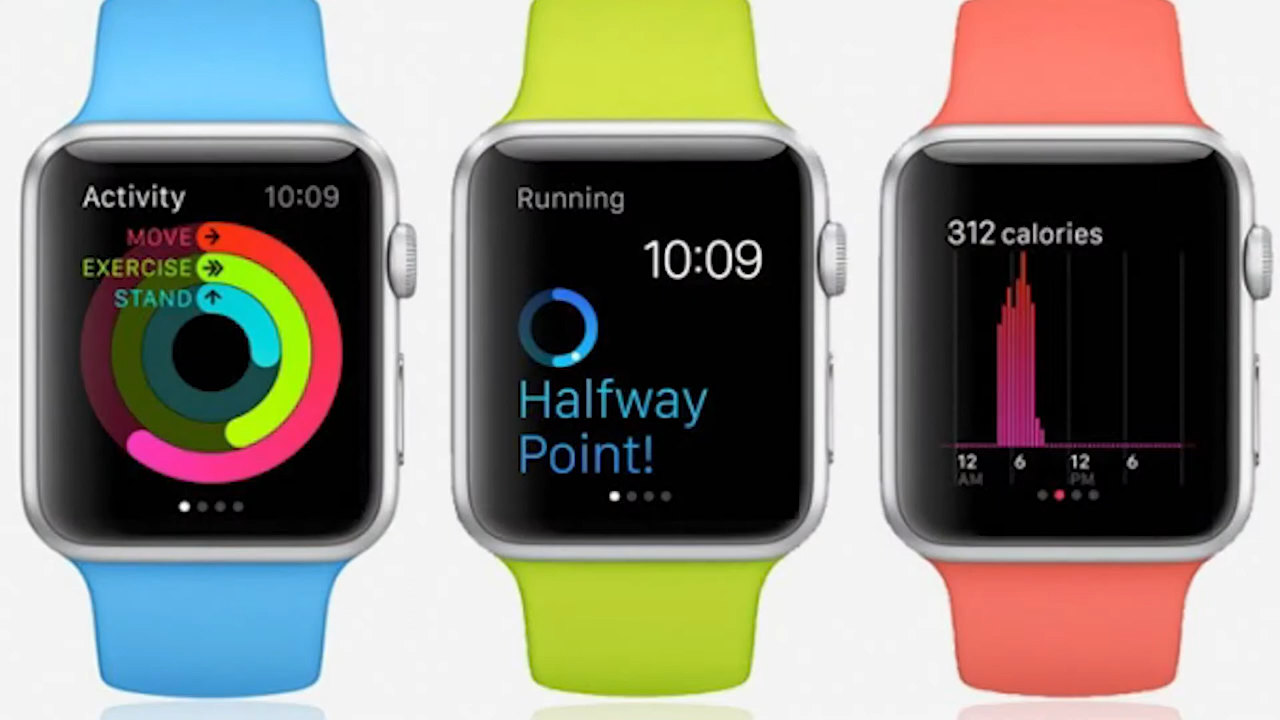 Activity 10:09
MOVE
EXERCISE
STAND
Running
10:09
Halfway
Point!
312 calories
12 6 12 6
AM PM